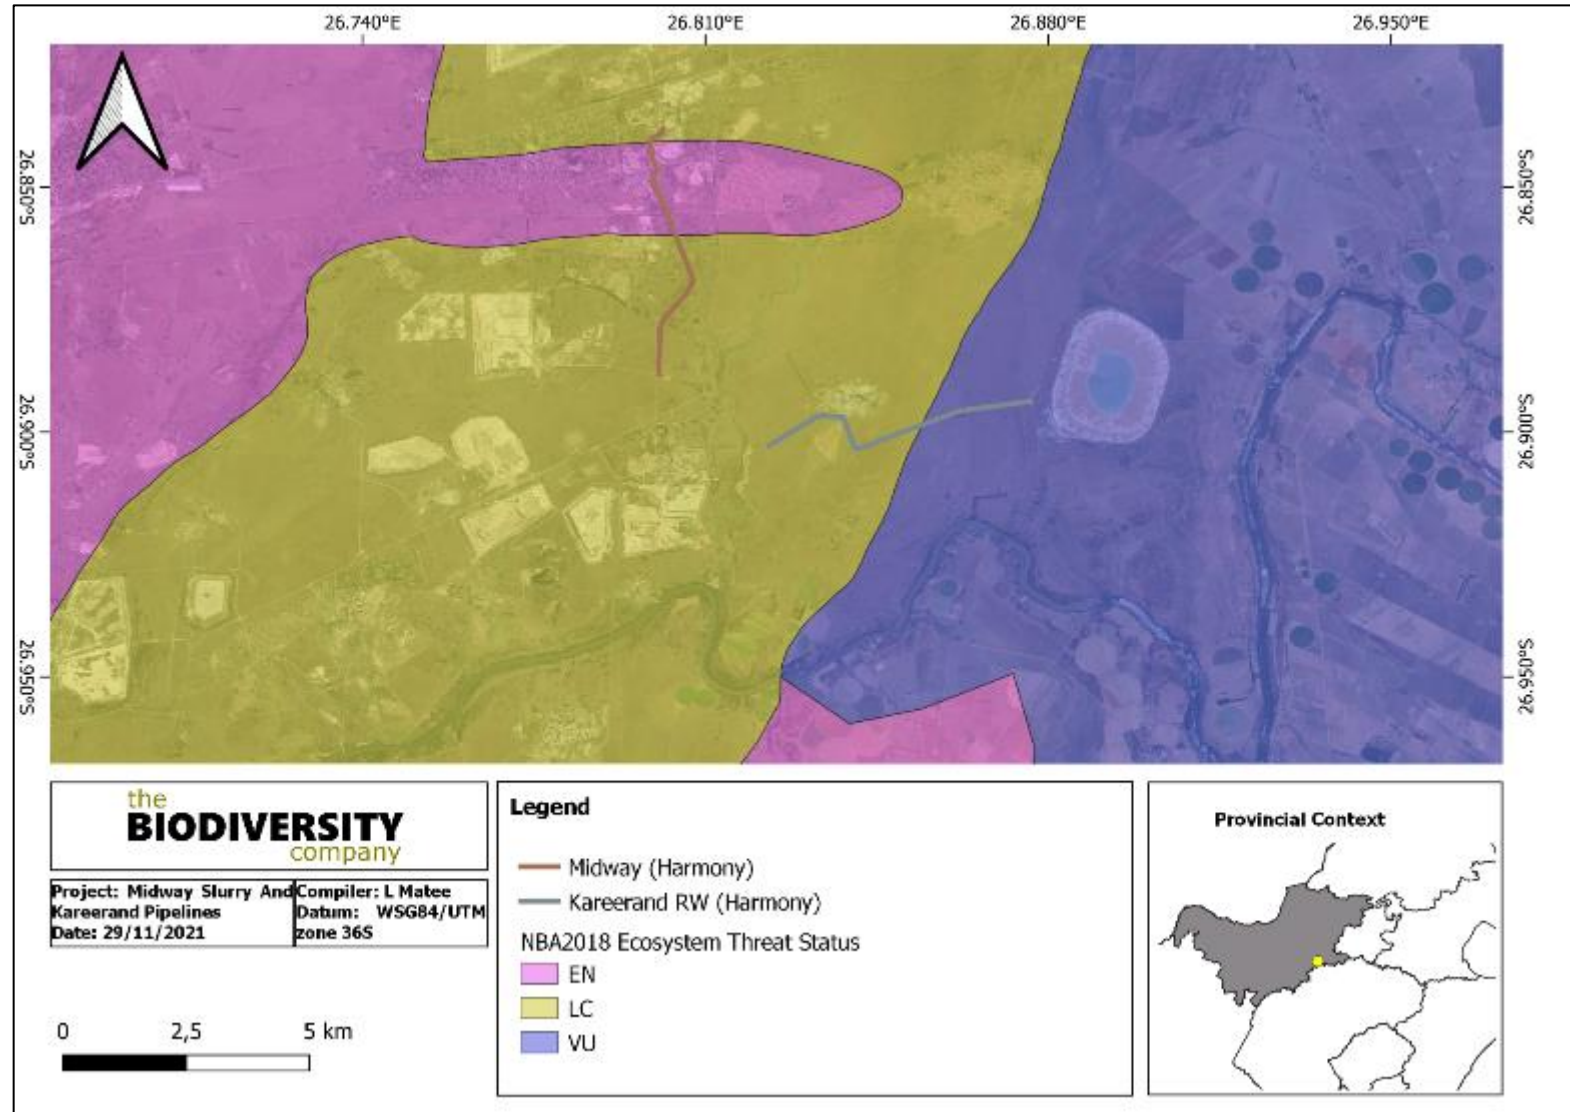 26.740°E 26.810°E 26.880°E 26.950°E
26.850°S 26.850°S
26.900°S 26.900°S
26.950°S 26.950°S
the
BIODIVERSITY
company
Project: Midway Slurry And
Kareerand Pipelines
Date: 29/11/2021
Compiler: L Matee
Datum: WSG84/UTM
zone 36S
0 2,5 5 km
Legend
Midway (Harmony)
Kareerand RW (Harmony)
NBA2018 Ecosystem Threat Status
EN
LC
VU
Provincial Context